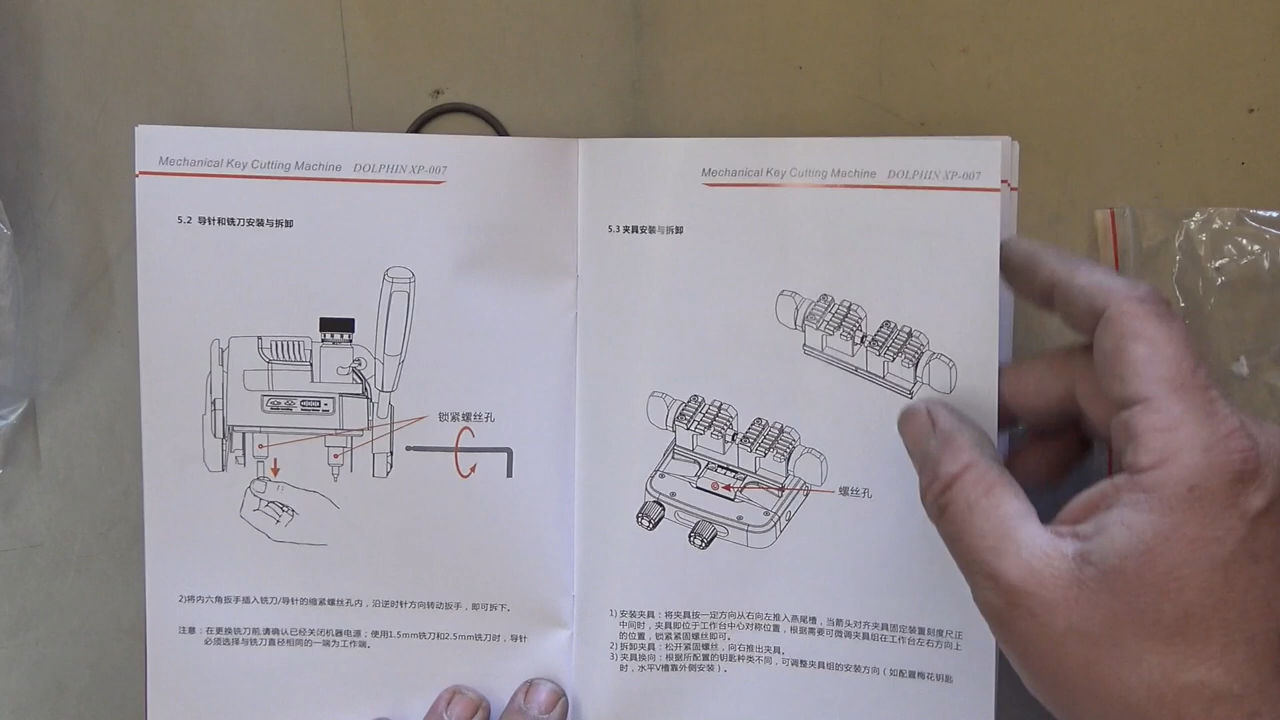 Mechanical Key Cutting Machine DOLPHIN XP-007
5.2 导针和铣刀安装与拆卸
锁紧螺丝孔
2)将内六角扳手插入铣刀/导针的缩紧螺丝孔内，沿逆时针方向转动扳手，即可拆下。
注意：在更换铣刀前,请确认已经关闭机器电源；使用1.5mm铣刀和2.5mm铣刀时，导针
必须选择与铣刀直径相同的一端为工作端。
Mechanical Key Cutting Machine DOLPHIN XP-007
5.3 夹具安装与拆卸
螺丝孔
1) 安装夹具：将夹具按一定方向从右向左推入燕尾槽，当箭头对齐夹具固定装置刻度尺正
中间时，夹具即位于工作台中心对称位置，根据需要可微调夹具组在工作台左右方向上
的位置，锁紧紧固螺丝即可。
2) 拆卸夹具：松开紧固螺丝，向右推出夹具。
3) 夹具换向：根据所配置的钥匙种类不同，可调整夹具组的安装方向（如配置梅花钥匙
时，水平V槽靠外侧安装）。